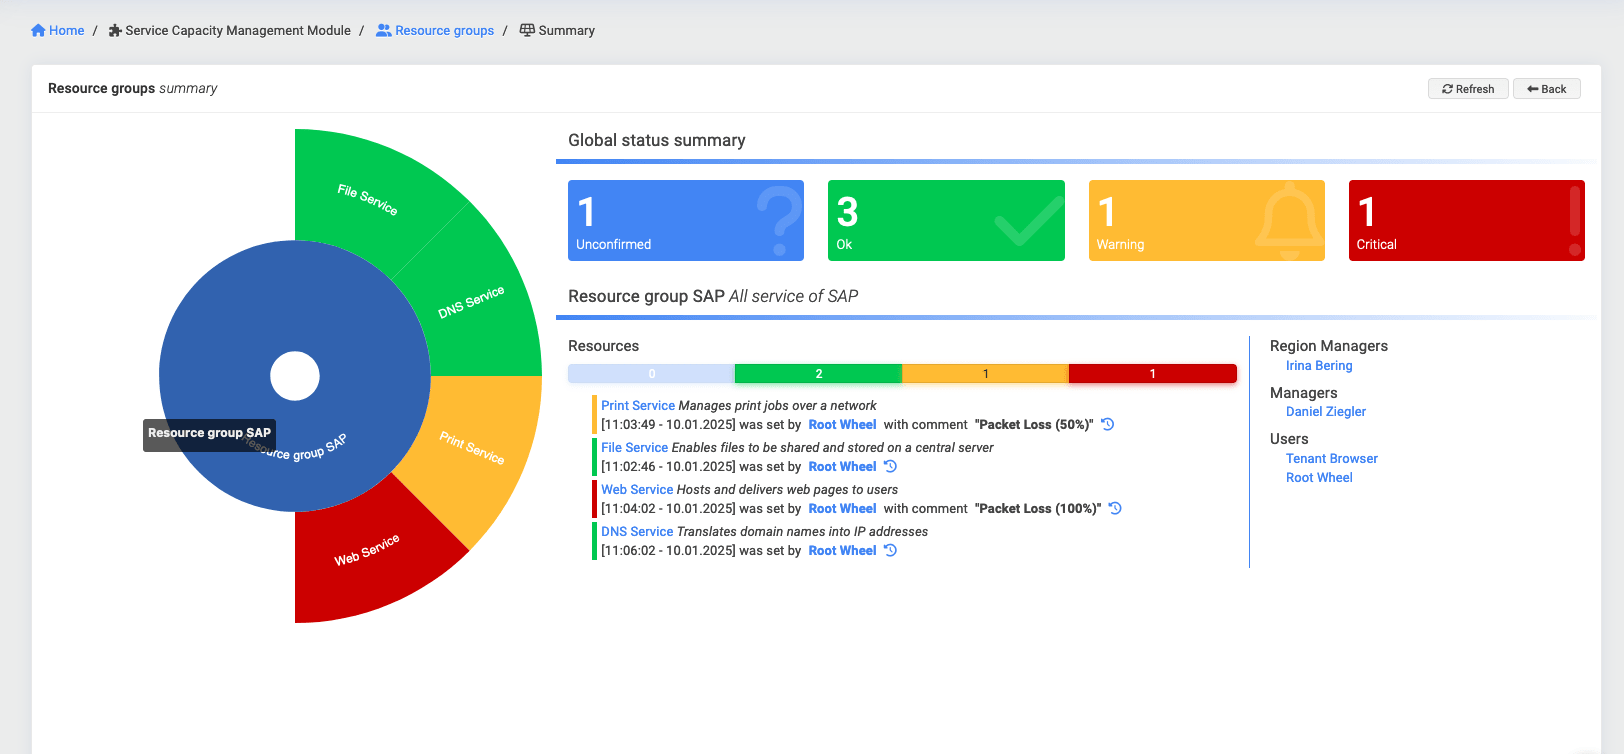 Home / Service Capacity Management Module / Resource groups / Summary
Resource groups summary
Refresh
Back
File Service
DNS Service
Print Service
Web Service
Resource group SAP
source group SAP
Global status summary
1
Unconfirmed
3
Ok
1
Warning
1
Critical
Resource group SAP All service of SAP
Resources
0 2 1 1
Print Service Manages print jobs over a network
[11:03:49 - 10.01.2025] was set by Root Wheel with comment "Packet Loss (50%)"
File Service Enables files to be shared and stored on a central server
[11:02:46 - 10.01.2025] was set by Root Wheel
Web Service Hosts and delivers web pages to users
[11:04:02 - 10.01.2025] was set by Root Wheel with comment "Packet Loss (100%)"
DNS Service Translates domain names into IP addresses
[11:06:02 - 10.01.2025] was set by Root Wheel
Region Managers
Irina Bering
Managers
Daniel Ziegler
Users
Tenant Browser
Root Wheel